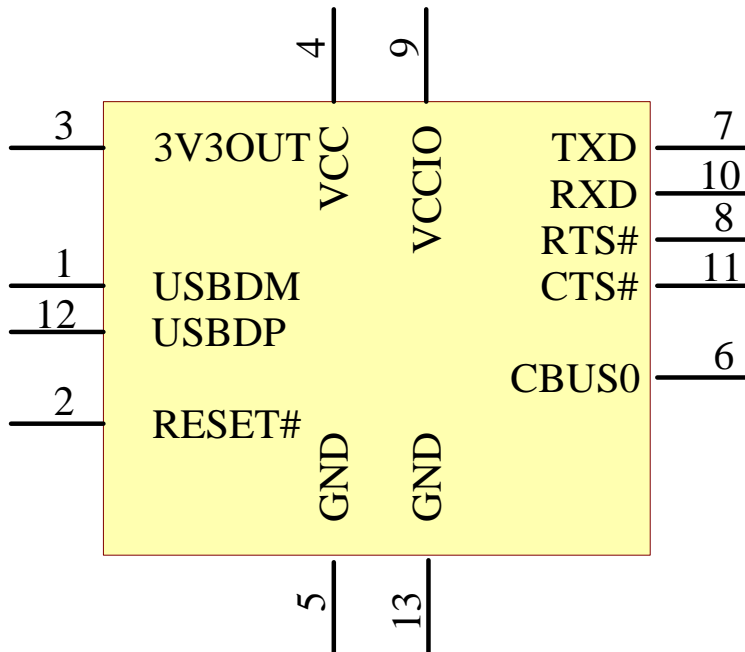 4
9
3
3V3OUT
VCC
VCCIO
TXD
7
RXD
10
RTS#
8
1
USBDM
CTS#
11
12
USBDP
CBUS0
6
2
RESET#
GND
GND
5
13